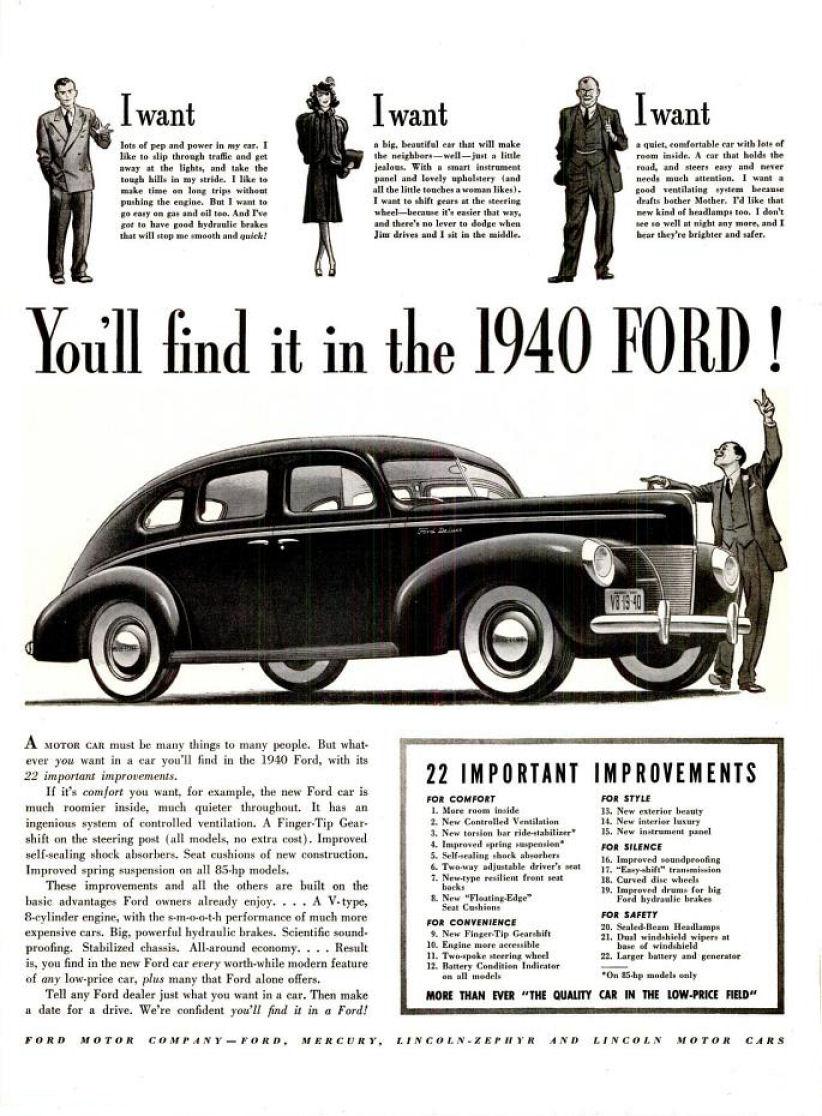 I want
lots of pep and power in my car. I
like to slip through traffic and get
away at the lights, and take the
tough hills in my stride. I like to
make time on long trips without
pushing the engine. But I want to
go easy on gas and oil too. And I've
got to have good hydraulic brakes
that will stop me smooth and quick!
I want
a big, beautiful car that will make
the neighbors—well—just a little
jealous. With a smart instrument
panel and lovely upholstery (and
all the little touches a woman likes).
I want to shift gears at the steering
wheel—because it's easier that way,
and there's no lever to dodge when
Jim drives and I sit in the middle.
I want
a quiet, comfortable car with lots of
room inside. A car that holds the
road, and steers easy and never
needs much attention. I want a
good ventilating system because
drafts bother Mother. I'd like that
new kind of headlamps too. I don't
see so well at night any more, and I
hear they're brighter and safer.
You'll find it in the 1940 FORD!
Ford De Luxe
V8·19·40
A MOTOR CAR must be many things to many people. But what-
ever you want in a car you'll find in the 1940 Ford, with its
22 important improvements.
If it's comfort you want, for example, the new Ford car is
much roomier inside, much quieter throughout. It has an
ingenious system of controlled ventilation. A Finger-Tip Gear-
shift on the steering post (all models, no extra cost). Improved
self-sealing shock absorbers. Seat cushions of new construction.
Improved spring suspension on all 85-hp models.
These improvements and all the others are built on the
basic advantages Ford owners already enjoy. . . . A V-type,
8-cylinder engine, with the s-m-o-o-t-h performance of much more
expensive cars. Big, powerful hydraulic brakes. Scientific sound-
proofing. Stabilized chassis. All-around economy. . . . Result
is, you find in the new Ford car every worth-while modern feature
of any low-price car, plus many that Ford alone offers.
Tell any Ford dealer just what you want in a car. Then make
a date for a drive. We're confident you'll find it in a Ford!
22 IMPORTANT IMPROVEMENTS
FOR COMFORT
1. More room inside
2. New Controlled Ventilation
3. New torsion bar ride-stabilizer*
4. Improved spring suspension*
5. Self-sealing shock absorbers
6. Two-way adjustable driver's seat
7. New-type resilient front seat
backs
8. New "Floating-Edge"
Seat Cushions
FOR CONVENIENCE
9. New Finger-Tip Gearshift
10. Engine more accessible
11. Two-spoke steering wheel
12. Battery Condition Indicator
on all models
FOR STYLE
13. New exterior beauty
14. New interior luxury
15. New instrument panel
FOR SILENCE
16. Improved soundproofing
17. "Easy-shift" transmission
18. Curved disc wheels
19. Improved drums for big
Ford hydraulic brakes
FOR SAFETY
20. Sealed-Beam Headlamps
21. Dual windshield wipers at
base of windshield
22. Larger battery and generator
*On 85-hp models only
MORE THAN EVER "THE QUALITY CAR IN THE LOW-PRICE FIELD"
FORD MOTOR COMPANY—FORD, MERCURY, LINCOLN-ZEPHYR AND LINCOLN MOTOR CARS